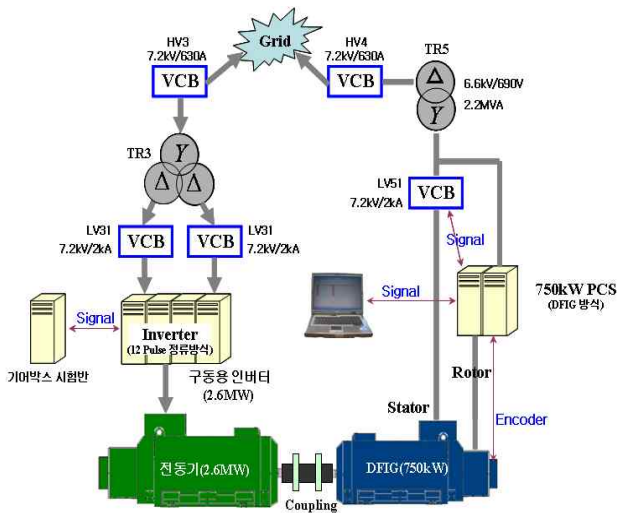 HV3
7.2kV/630A
VCB
Grid
HV4
7.2kV/630A
VCB
TR5
Δ
Y
6.6kV/690V
2.2MVA
TR3
Y
Δ
Δ
LV31
7.2kV/2kA
VCB
VCB
LV31
7.2kV/2kA
LV51
7.2kV/2kA
VCB
Signal
Signal
Signal
Inverter
(12 Pulse 정류방식)
750kW PCS
(DFIG 방식)
기어박스 시험반
구동용 인버터
(2.6MW)
Stator
Rotor
Encoder
전동기(2.6MW)
Coupling
DFIG(750kW)